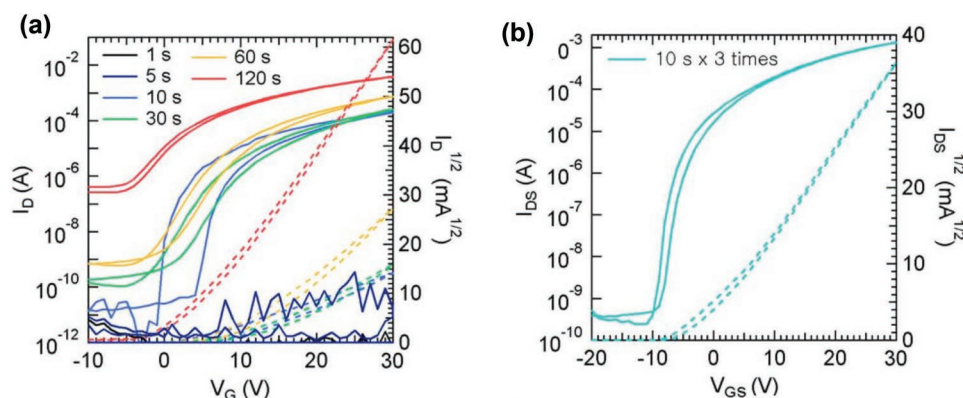 (a)
10⁻²
10⁻⁴
10⁻⁶
10⁻⁸
10⁻¹⁰
10⁻¹²
I_D (A)
1 s
5 s
10 s
30 s
60 s
120 s
60
50
40
30
20
10
0
I_D^1/2 (mA^1/2)
-10 0 10 20 30
V_G (V)
(b)
10⁻³
10⁻⁴
10⁻⁵
10⁻⁶
10⁻⁷
10⁻⁸
10⁻⁹
10⁻¹⁰
I_DS (A)
10 s x 3 times
40
30
20
10
0
I_DS^1/2 (mA^1/2)
-20 -10 0 10 20 30
V_GS (V)